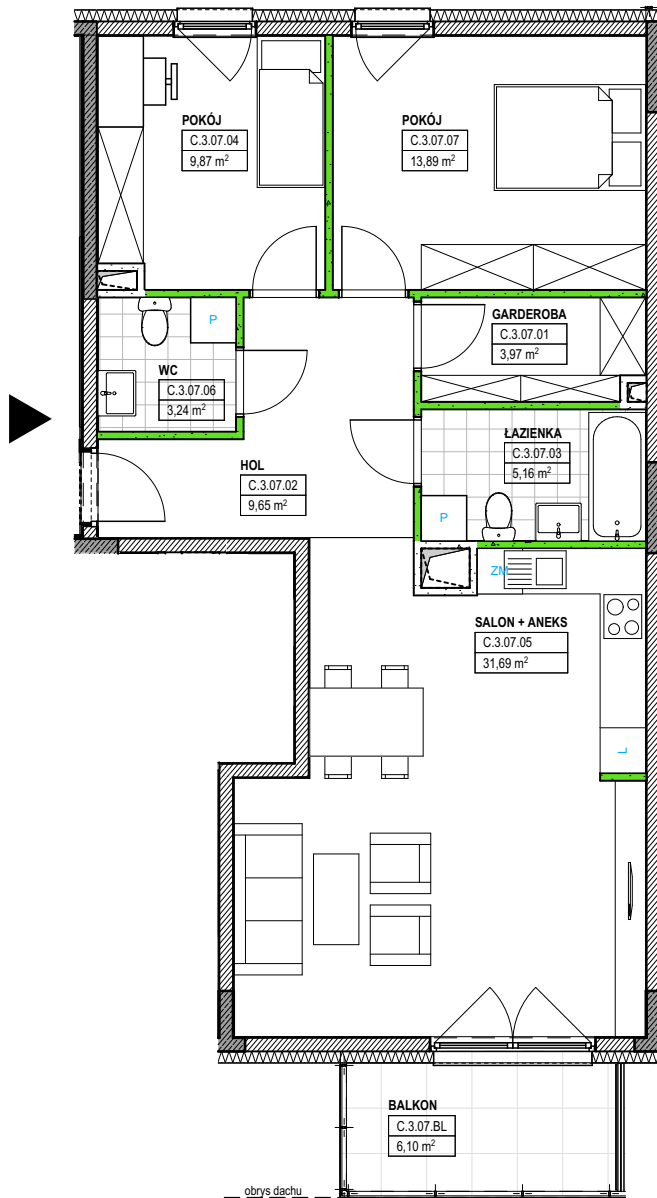 POKÓJ
C.3.07.04
9,87 m²
POKÓJ
C.3.07.07
13,89 m²
P
GARDEROBA
C.3.07.01
3,97 m²
WC
C.3.07.06
3,24 m²
ŁAZIENKA
C.3.07.03
5,16 m²
HOL
C.3.07.02
9,65 m²
P
ZM
SALON + ANEKS
C.3.07.05
31,69 m²
L
BALKON
C.3.07.BL
6,10 m²
obrys dachu